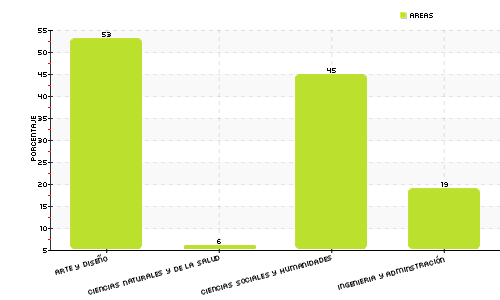 AREAS
55
53
50
45
45
40
PORCENTAJE
35
30
25
20
19
15
10
6
5
ARTE y DISEÑO
CIENCIAS NATURALES y DE LA SALUD
CIENCIAS SOCIALES y HUMANIDADES
INGENIERIA y ADMINSTRACIÓN